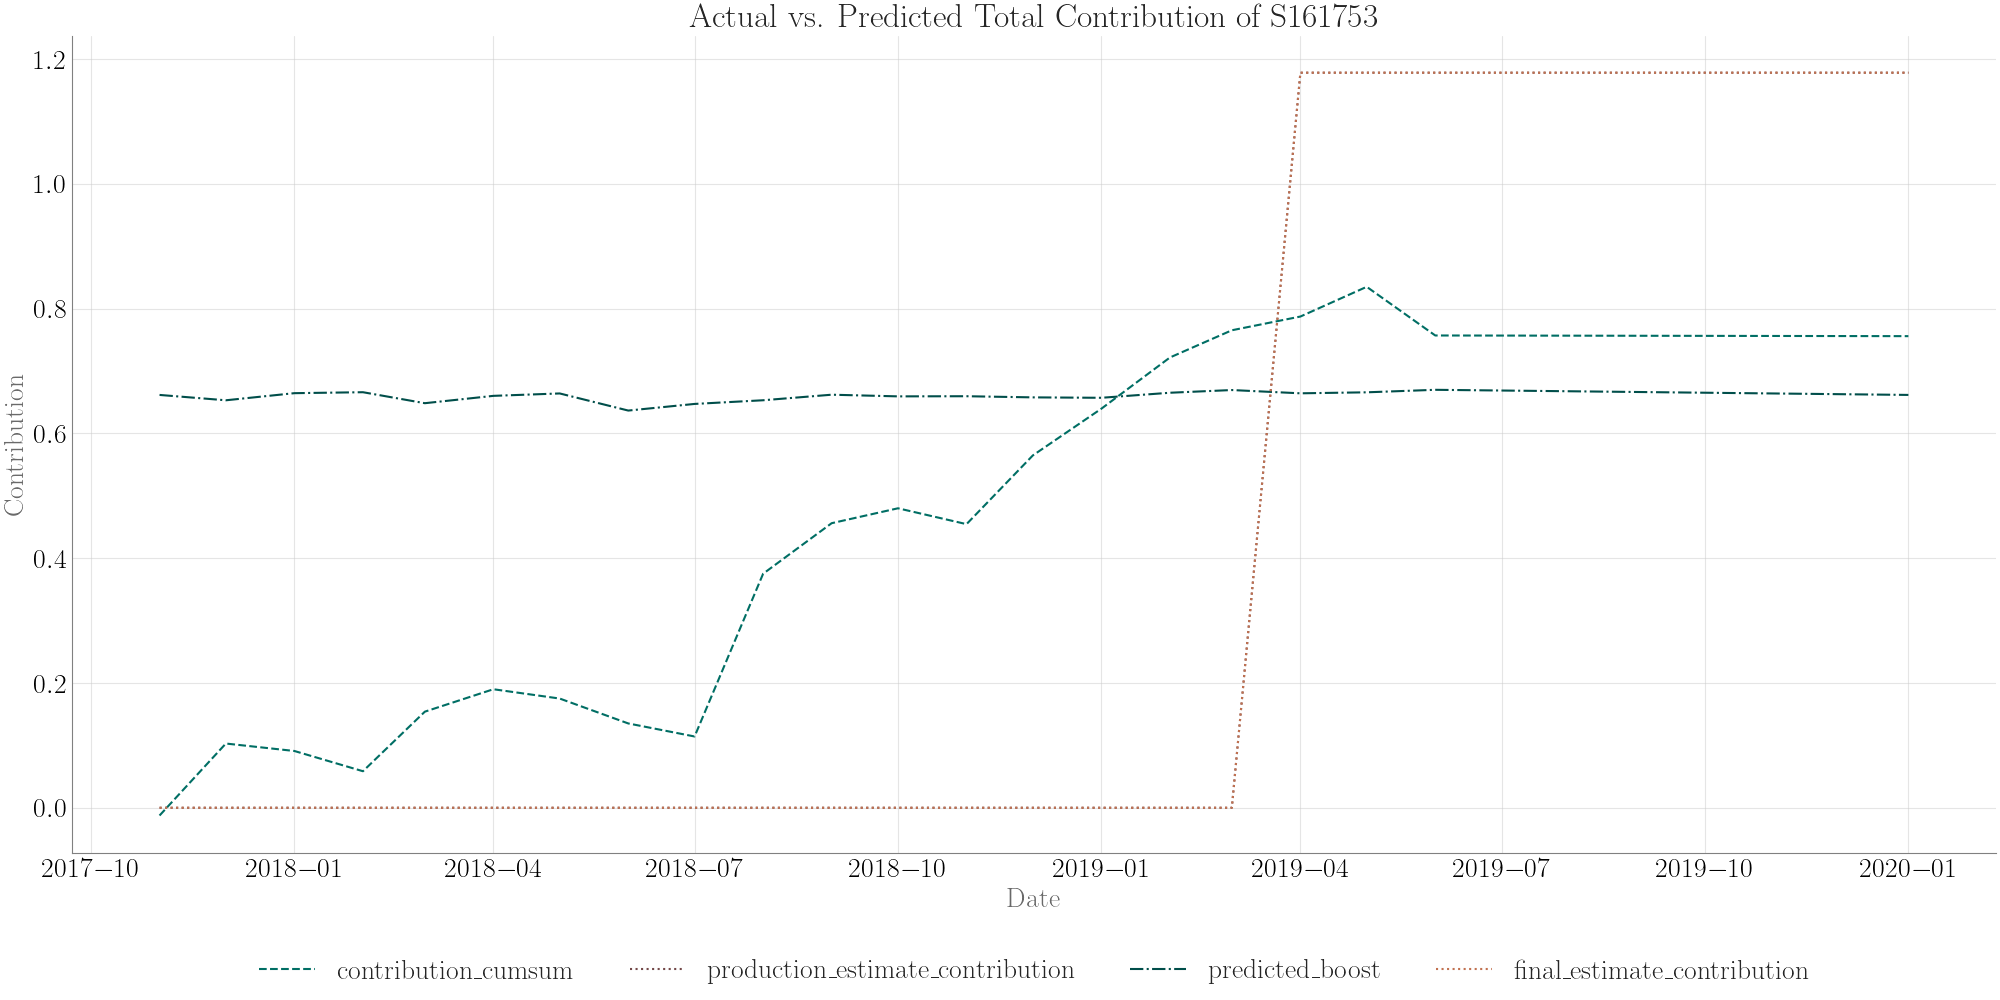 Actual vs. Predicted Total Contribution of S161753
1.2
1.0
0.8
0.6
0.4
0.2
0.0
Contribution
2017−10 2018−01 2018−04 2018−07 2018−10 2019−01 2019−04 2019−07 2019−10 2020−01
Date
contribution_cumsum production_estimate_contribution predicted_boost final_estimate_contribution